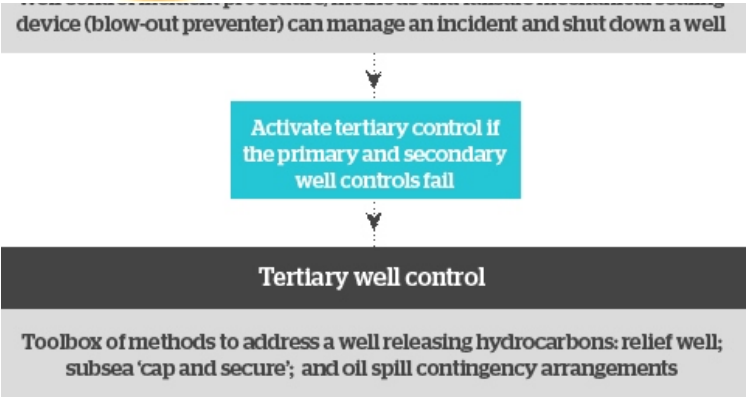 device (blow-out preventer) can manage an incident and shut down a well
Activate tertiary control if
the primary and secondary
well controls fail
Tertiary well control
Toolbox of methods to address a well releasing hydrocarbons: relief well;
subsea ‘cap and secure’; and oil spill contingency arrangements